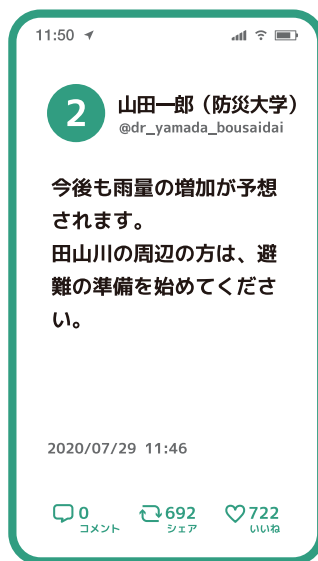 11:50
2
山田一郎（防災大学）
@dr_yamada_bousaidai
今後も雨量の増加が予想
されます。
田山川の周辺の方は、避
難の準備を始めてくださ
い。
2020/07/29 11:46
0 692 722
コメント シェア いいね